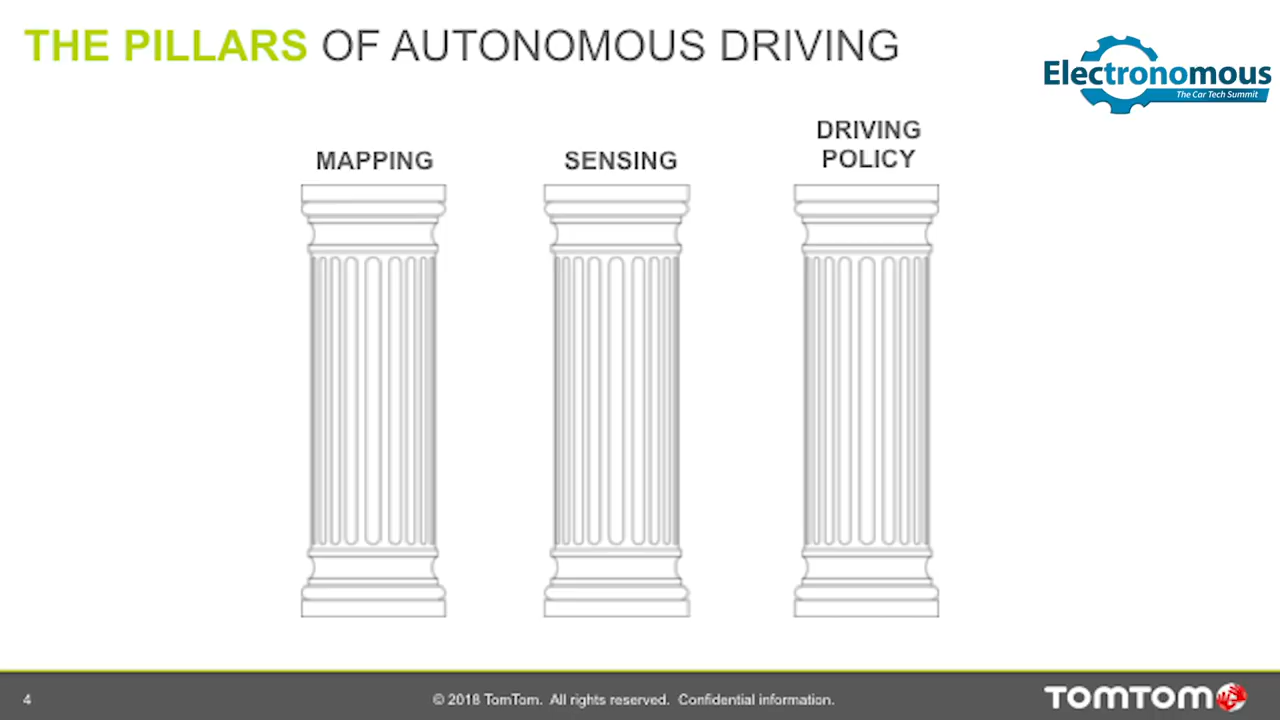 THE PILLARS OF AUTONOMOUS DRIVING
Electronomous
The Car Tech Summit
MAPPING
SENSING
DRIVING
POLICY
4
© 2018 TomTom. All rights reserved. Confidential information.
TOMTOM